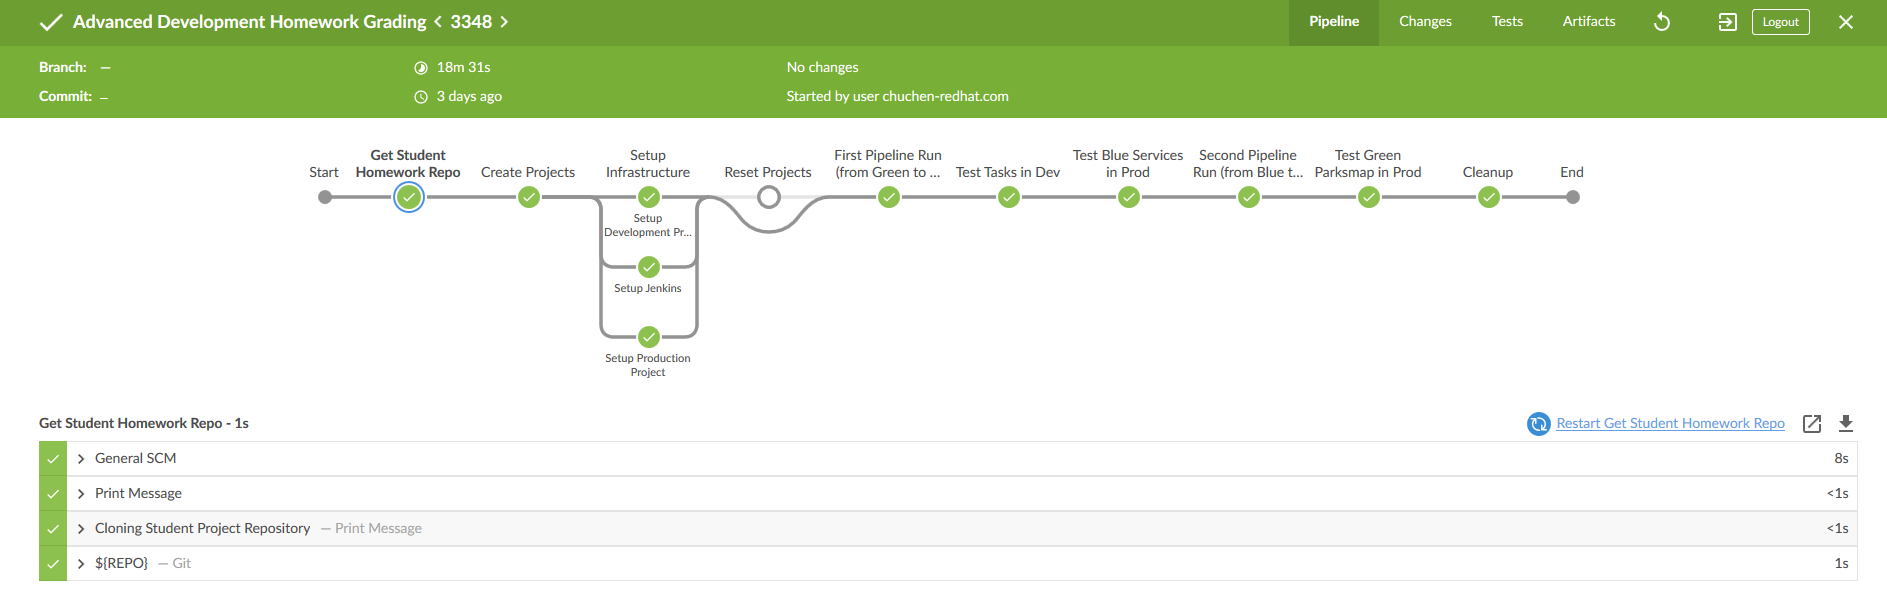 Advanced Development Homework Grading < 3348 >
Pipeline
Changes
Tests
Artifacts
Logout
Branch: —
18m 31s
No changes
Commit: —
3 days ago
Started by user chuchen-redhat.com
Start
Get Student
Homework Repo
Create Projects
Setup
Infrastructure
Reset Projects
First Pipeline Run
(from Green to ...
Test Tasks in Dev
Test Blue Services
in Prod
Second Pipeline
Run (from Blue t...
Test Green
Parksmap in Prod
Cleanup
End
Setup
Development Pr...
Setup Jenkins
Setup Production
Project
Get Student Homework Repo - 1s
Restart Get Student Homework Repo
General SCM
8s
Print Message
<1s
Cloning Student Project Repository — Print Message
<1s
${REPO} — Git
1s